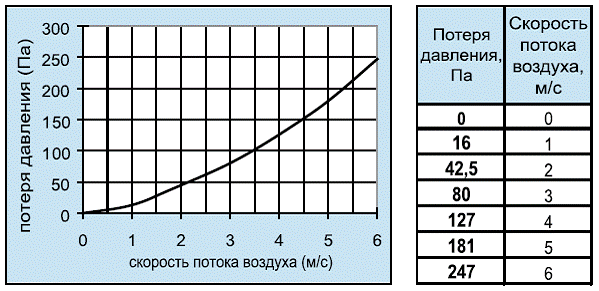 потеря давления (Па)
300
250
200
150
100
50
0
0 1 2 3 4 5 6
скорость потока воздуха (м/с)
Потеря
давления,
Па
Скорость
потока
воздуха,
м/с
0 0
16 1
42,5 2
80 3
127 4
181 5
247 6